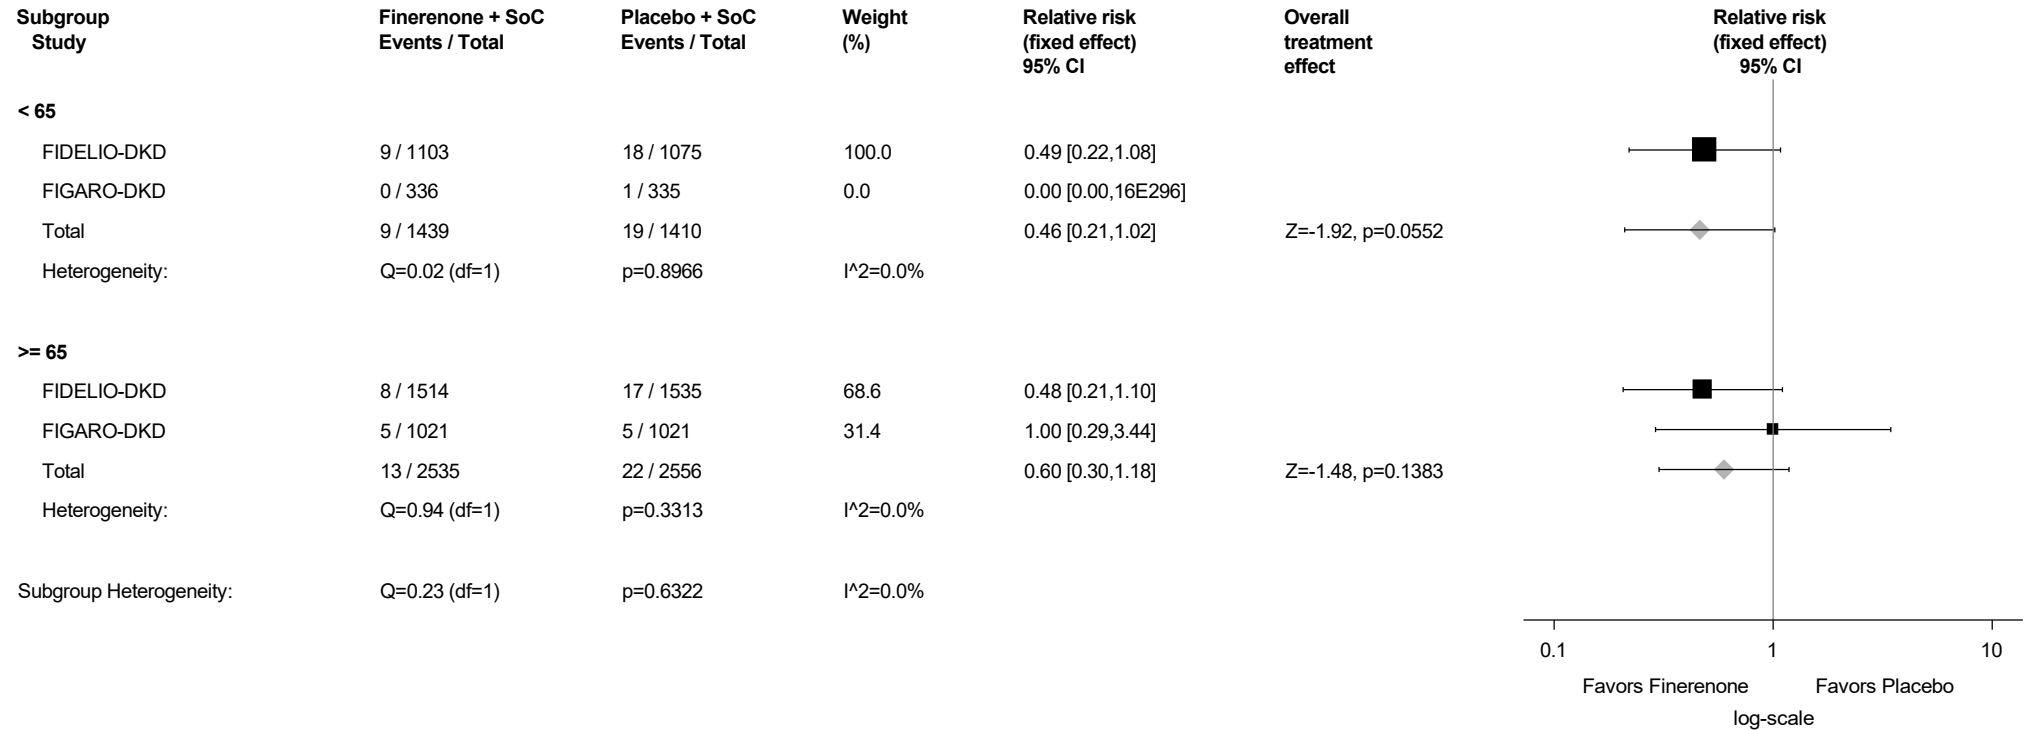 Subgroup Finerenone + SoC Placebo + SoC Weight Relative risk Overall Relative risk
Study Events / Total Events / Total (%) (fixed effect) treatment (fixed effect)
95% CI effect 95% CI
< 65
FIDELIO-DKD 9 / 1103 18 / 1075 100.0 0.49 [0.22,1.08]
FIGARO-DKD 0 / 336 1 / 335 0.0 0.00 [0.00,16E296]
Total 9 / 1439 19 / 1410 0.46 [0.21,1.02] Z=-1.92, p=0.0552
Heterogeneity: Q=0.02 (df=1) p=0.8966 I^2=0.0%
>= 65
FIDELIO-DKD 8 / 1514 17 / 1535 68.6 0.48 [0.21,1.10]
FIGARO-DKD 5 / 1021 5 / 1021 31.4 1.00 [0.29,3.44]
Total 13 / 2535 22 / 2556 0.60 [0.30,1.18] Z=-1.48, p=0.1383
Heterogeneity: Q=0.94 (df=1) p=0.3313 I^2=0.0%
Subgroup Heterogeneity: Q=0.23 (df=1) p=0.6322 I^2=0.0%
0.1 1 10
Favors Finerenone Favors Placebo
log-scale